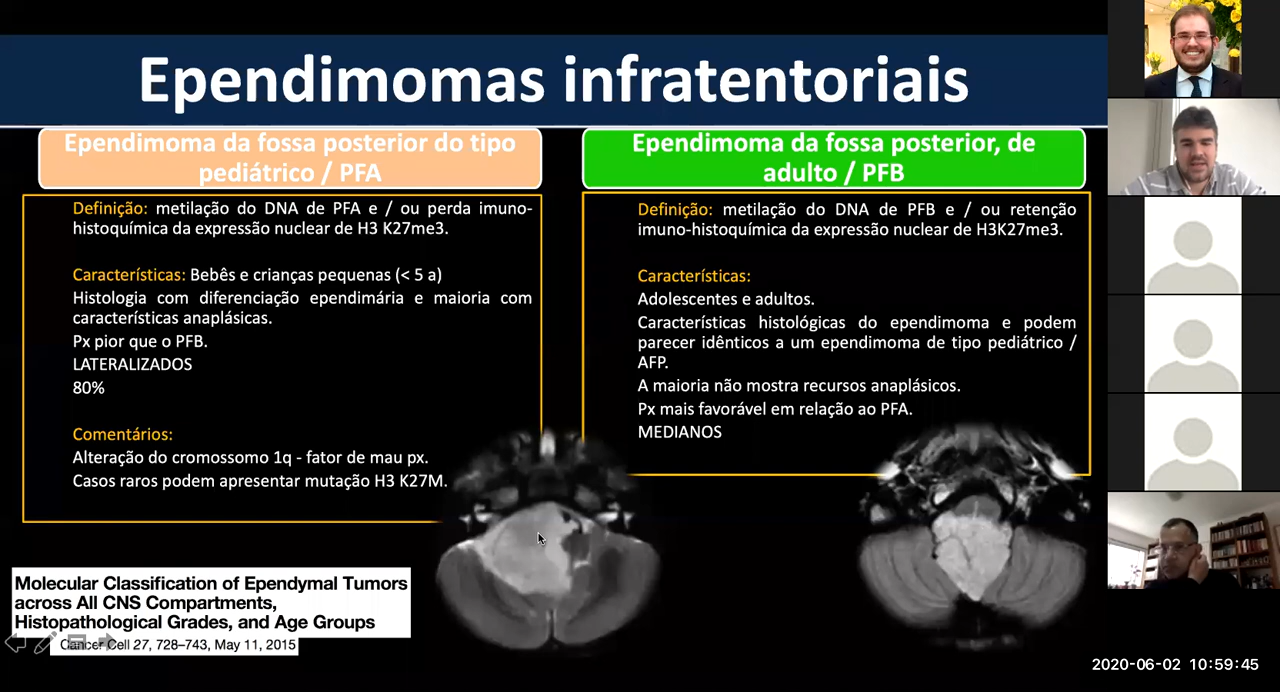 Ependimomas infratentoriais
Ependimoma da fossa posterior do tipo
pediátrico / PFA
Definição: metilação do DNA de PFA e / ou perda imuno-
histoquímica da expressão nuclear de H3 K27me3.
Características: Bebês e crianças pequenas (< 5 a)
Histologia com diferenciação ependimária e maioria com
características anaplásicas.
Px pior que o PFB.
LATERALIZADOS
80%
Comentários:
Alteração do cromossomo 1q - fator de mau px.
Casos raros podem apresentar mutação H3 K27M.
Ependimoma da fossa posterior, de
adulto / PFB
Definição: metilação do DNA de PFB e / ou retenção
imuno-histoquímica da expressão nuclear de H3K27me3.
Características:
Adolescentes e adultos.
Características histológicas do ependimoma e podem
parecer idênticos a um ependimoma de tipo pediátrico /
AFP.
A maioria não mostra recursos anaplásicos.
Px mais favorável em relação ao PFA.
MEDIANOS
Molecular Classification of Ependymal Tumors
across All CNS Compartments,
Histopathological Grades, and Age Groups
Cancer Cell 27, 728–743, May 11, 2015
2020-06-02 10:59:45